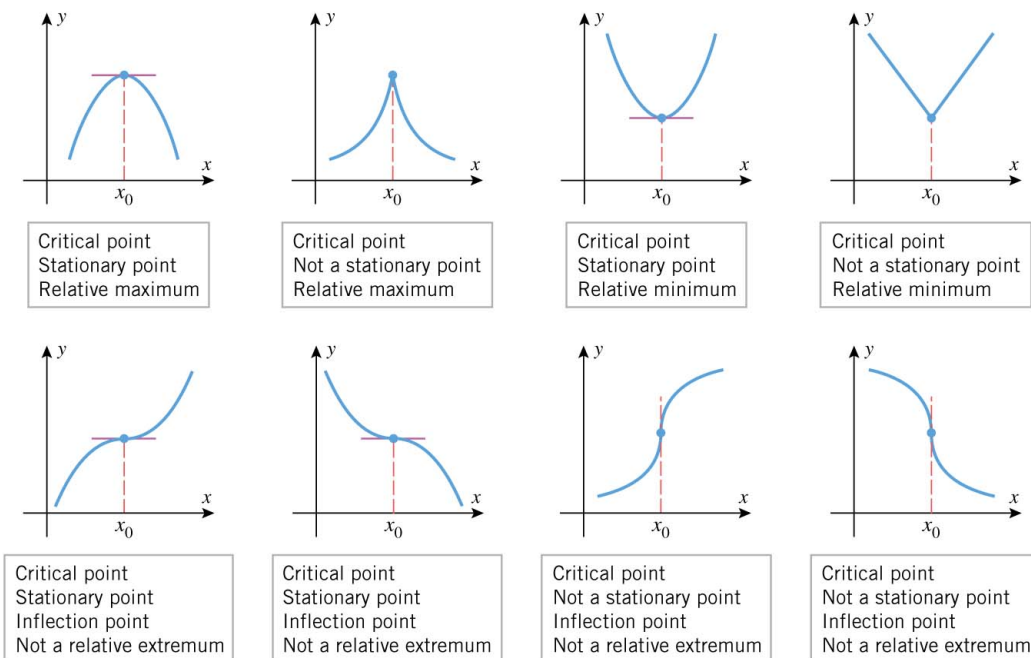 y
x
x₀
Critical point
Stationary point
Relative maximum
y
x
x₀
Critical point
Not a stationary point
Relative maximum
y
x
x₀
Critical point
Stationary point
Relative minimum
y
x
x₀
Critical point
Not a stationary point
Relative minimum
y
x
x₀
Critical point
Stationary point
Inflection point
Not a relative extremum
y
x
x₀
Critical point
Stationary point
Inflection point
Not a relative extremum
y
x
x₀
Critical point
Not a stationary point
Inflection point
Not a relative extremum
y
x
x₀
Critical point
Not a stationary point
Inflection point
Not a relative extremum